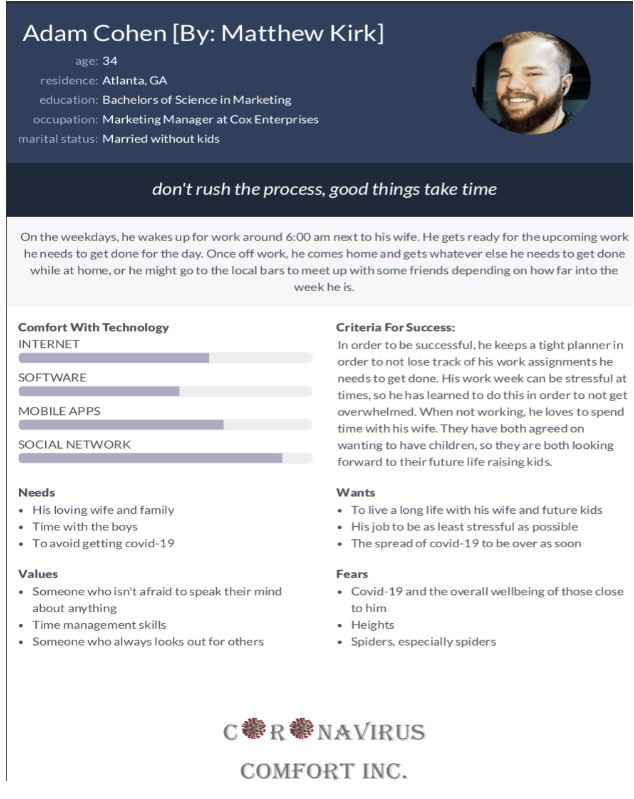 Adam Cohen [By: Matthew Kirk]
age: 34
residence: Atlanta, GA
education: Bachelors of Science in Marketing
occupation: Marketing Manager at Cox Enterprises
marital status: Married without kids
don't rush the process, good things take time
On the weekdays, he wakes up for work around 6:00 am next to his wife. He gets ready for the upcoming work
he needs to get done for the day. Once off work, he comes home and gets whatever else he needs to get done
while at home, or he might go to the local bars to meet up with some friends depending on how far into the
week he is.
Comfort With Technology
INTERNET
SOFTWARE
MOBILE APPS
SOCIAL NETWORK
Criteria For Success:
In order to be successful, he keeps a tight planner in
order to not lose track of his work assignments he
needs to get done. His work week can be stressful at
times, so he has learned to do this in order to not get
overwhelmed. When not working, he loves to spend
time with his wife. They have both agreed on
wanting to have children, so they are both looking
forward to their future life raising kids.
Needs
• His loving wife and family
• Time with the boys
• To avoid getting covid-19
Wants
• To live a long life with his wife and future kids
• His job to be as least stressful as possible
• The spread of covid-19 to be over as soon
Values
• Someone who isn't afraid to speak their mind
about anything
• Time management skills
• Someone who always looks out for others
Fears
• Covid-19 and the overall wellbeing of those close
to him
• Heights
• Spiders, especially spiders
CORONAVIRUS
COMFORT INC.